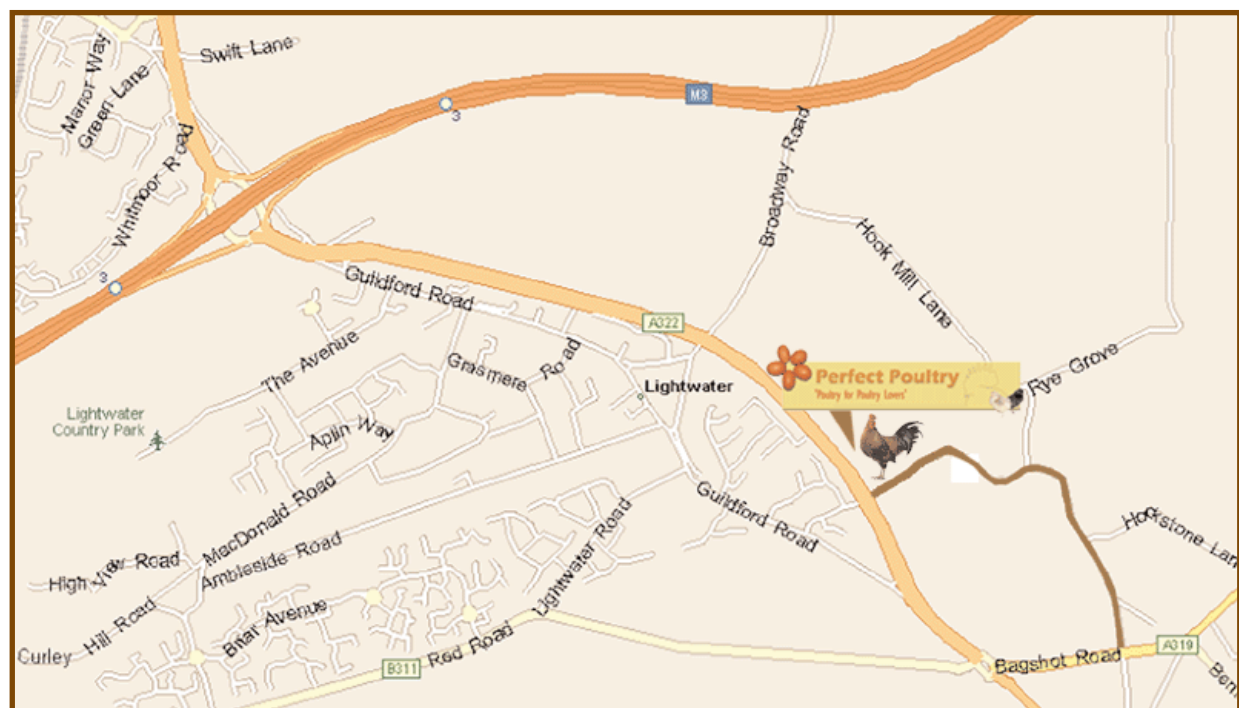 Swift Lane
Manor Way
Green Lane
Whitmoor Road
M3
3
3
Broadway Road
Hook Mill Lane
Guildford Road
A322
The Avenue
Grasmere Road
Lightwater
Perfect Poultry
'Poultry for Poultry Lovers'
Rye Grove
Lightwater
Country Park
Aplin Way
MacDonald Road
Guildford Road
Ambleside Road
Lightwater Road
High View Road
Hookstone Lan
Hill Road
Briar Avenue
Curley
Red Road
B311
Bagshot Road
A319